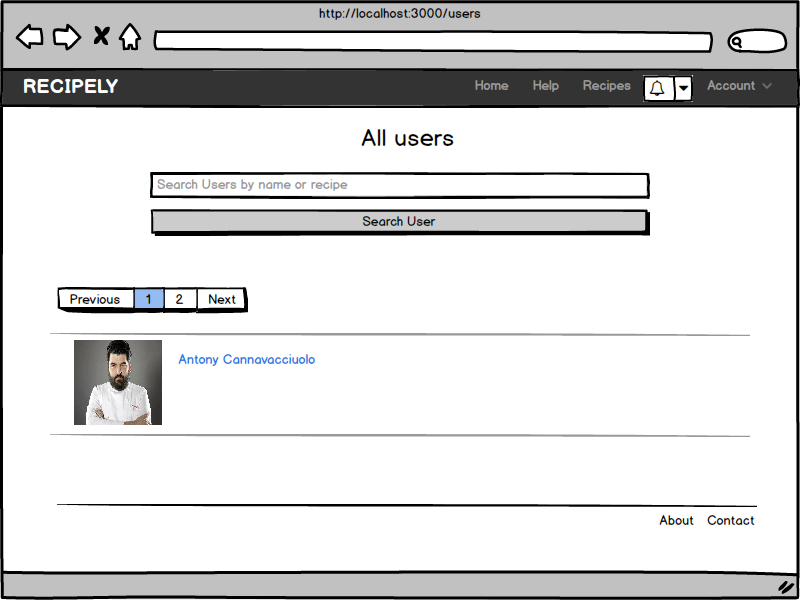 http://localhost:3000/users
RECIPELY Home Help Recipes Account
All users
Search Users by name or recipe
Search User
Previous 1 2 Next
Antony Cannavacciuolo
About Contact